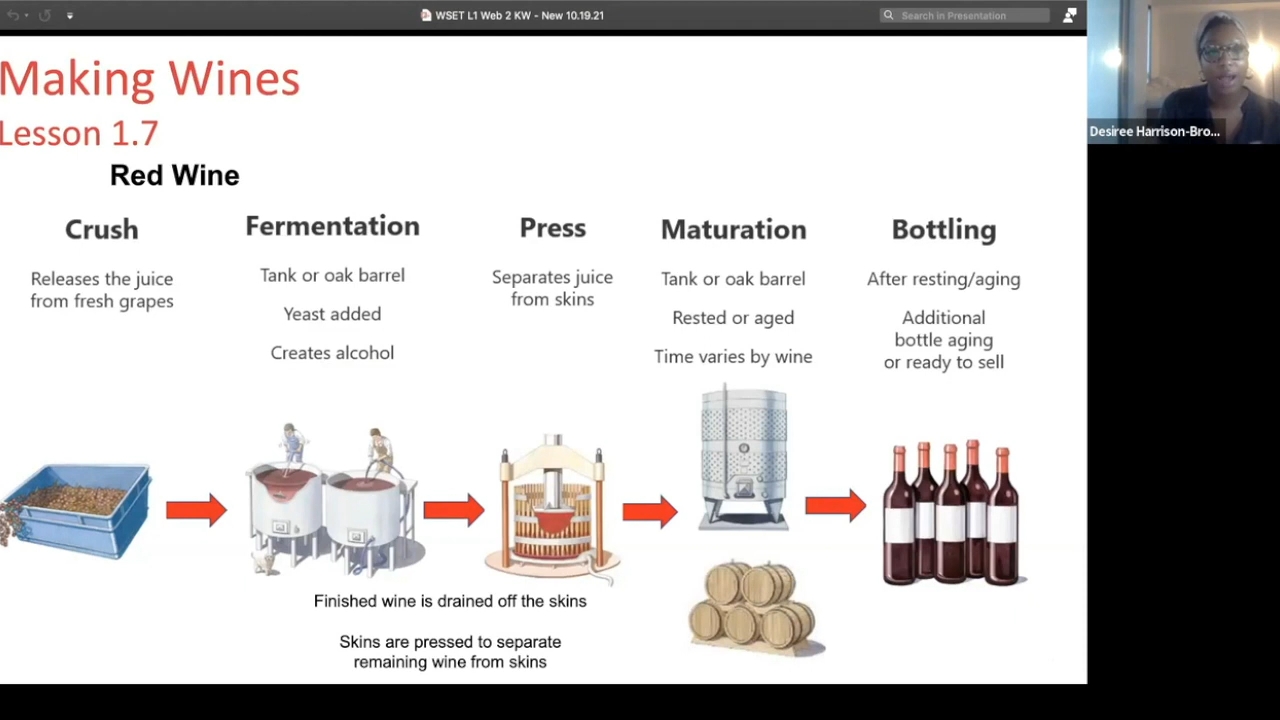 WSET L1 Web 2 KW - New 10.19.21
Search in Presentation
Making Wines
Lesson 1.7
Red Wine
Crush
Releases the juice
from fresh grapes
Fermentation
Tank or oak barrel
Yeast added
Creates alcohol
Press
Separates juice
from skins
Maturation
Tank or oak barrel
Rested or aged
Time varies by wine
Bottling
After resting/aging
Additional
bottle aging
or ready to sell
Finished wine is drained off the skins
Skins are pressed to separate
remaining wine from skins
Desiree Harrison-Bro...